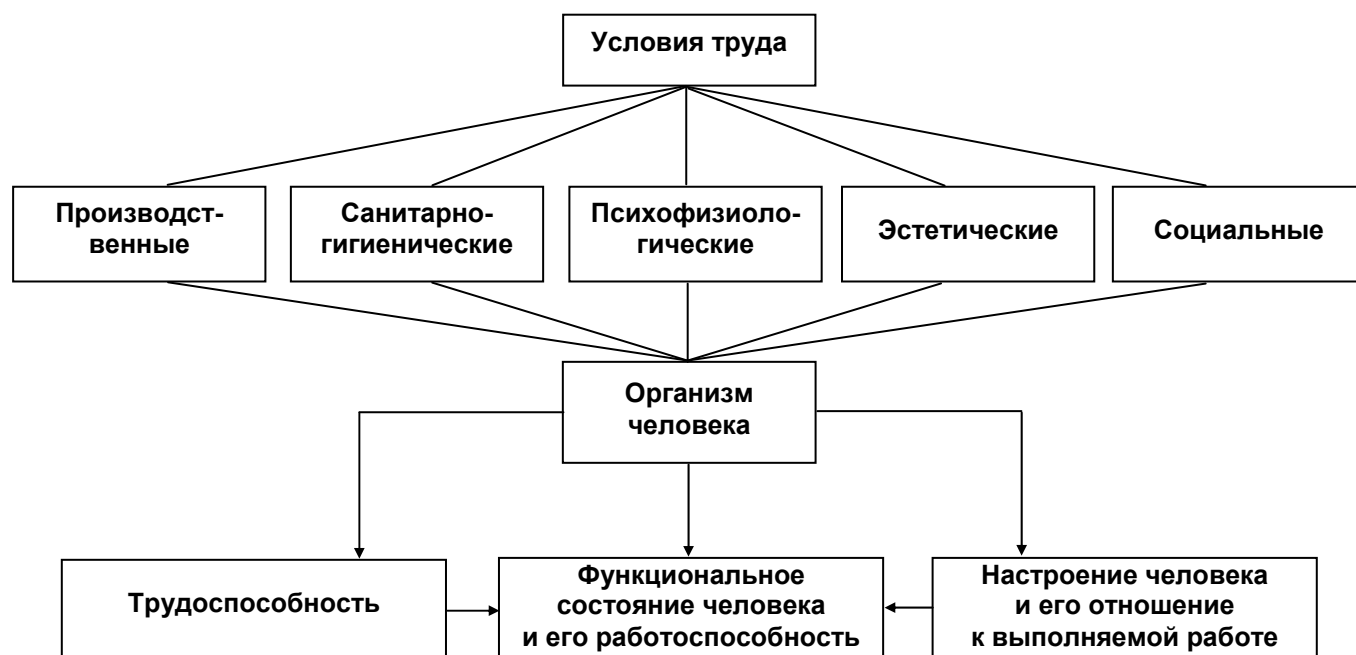 Условия труда
Производст-
венные
Санитарно-
гигиенические
Психофизиоло-
гические
Эстетические
Социальные
Организм
человека
Трудоспособность
Функциональное
состояние человека
и его работоспособность
Настроение человека
и его отношение
к выполняемой работе